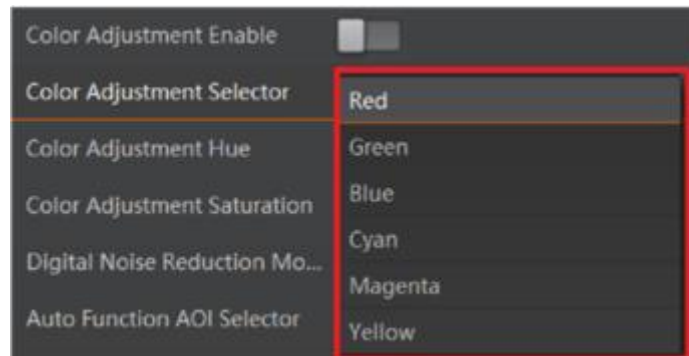 Color Adjustment Enable
Color Adjustment Selector
Red
Color Adjustment Hue
Green
Blue
Color Adjustment Saturation
Cyan
Digital Noise Reduction Mo...
Magenta
Auto Function AOI Selector
Yellow